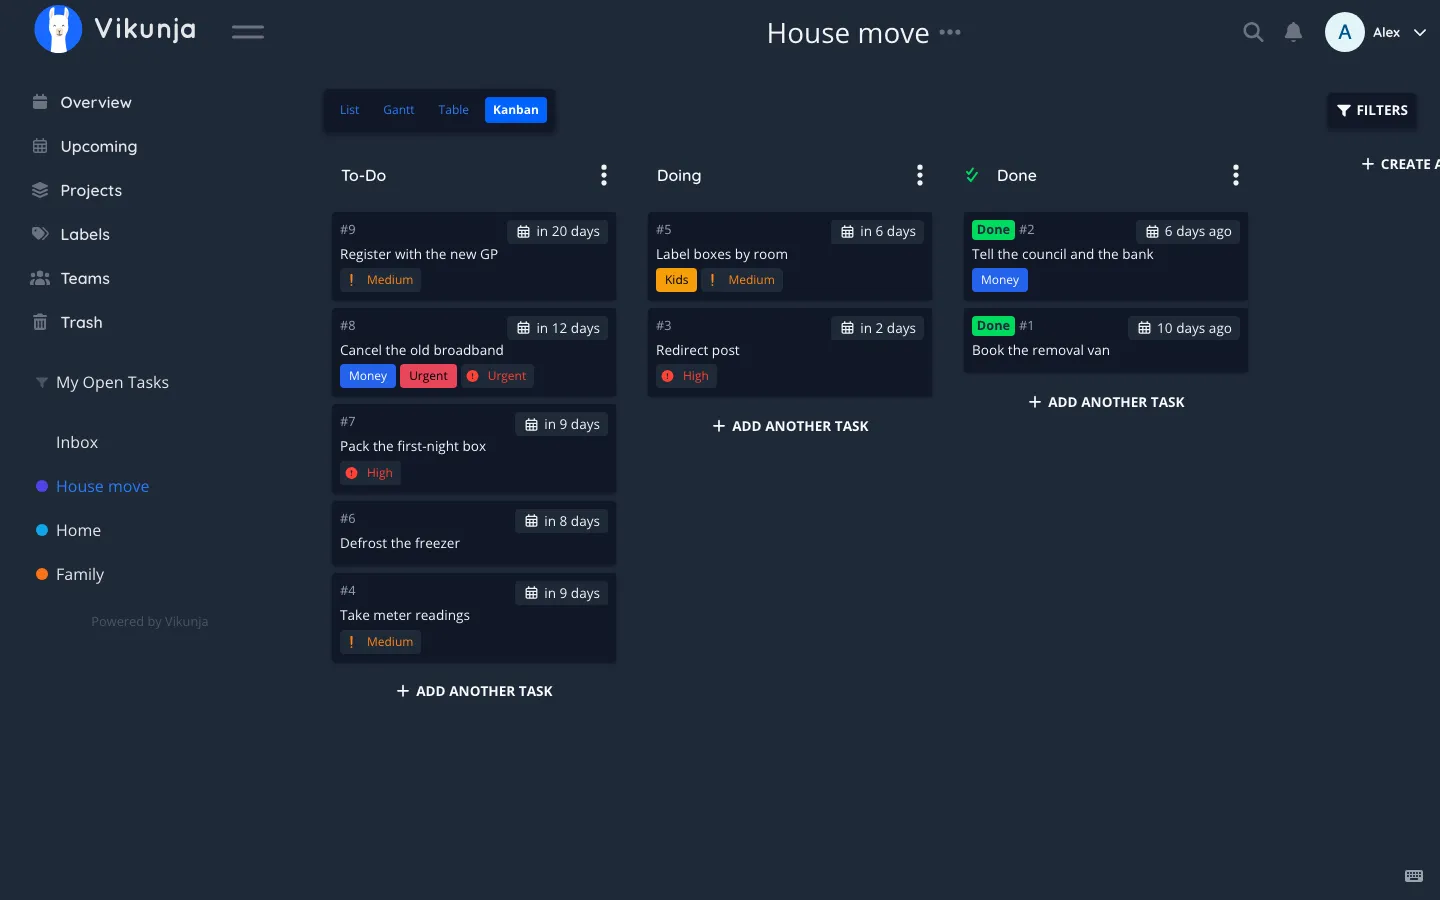 Vikunja
House move
A
Alex
Overview
Upcoming
Projects
Labels
Teams
Trash
My Open Tasks
Inbox
House move
Home
Family
Powered by Vikunja
List
Gantt
Table
Kanban
FILTERS
To-Do
#9
in 20 days
Register with the new GP
Medium
#8
in 12 days
Cancel the old broadband
Money
Urgent
Urgent
#7
in 9 days
Pack the first-night box
High
#6
in 8 days
Defrost the freezer
#4
in 9 days
Take meter readings
Medium
ADD ANOTHER TASK
Doing
#5
in 6 days
Label boxes by room
Kids
Medium
#3
in 2 days
Redirect post
High
ADD ANOTHER TASK
Done
Done #2
6 days ago
Tell the council and the bank
Money
Done #1
10 days ago
Book the removal van
ADD ANOTHER TASK
CREATE A